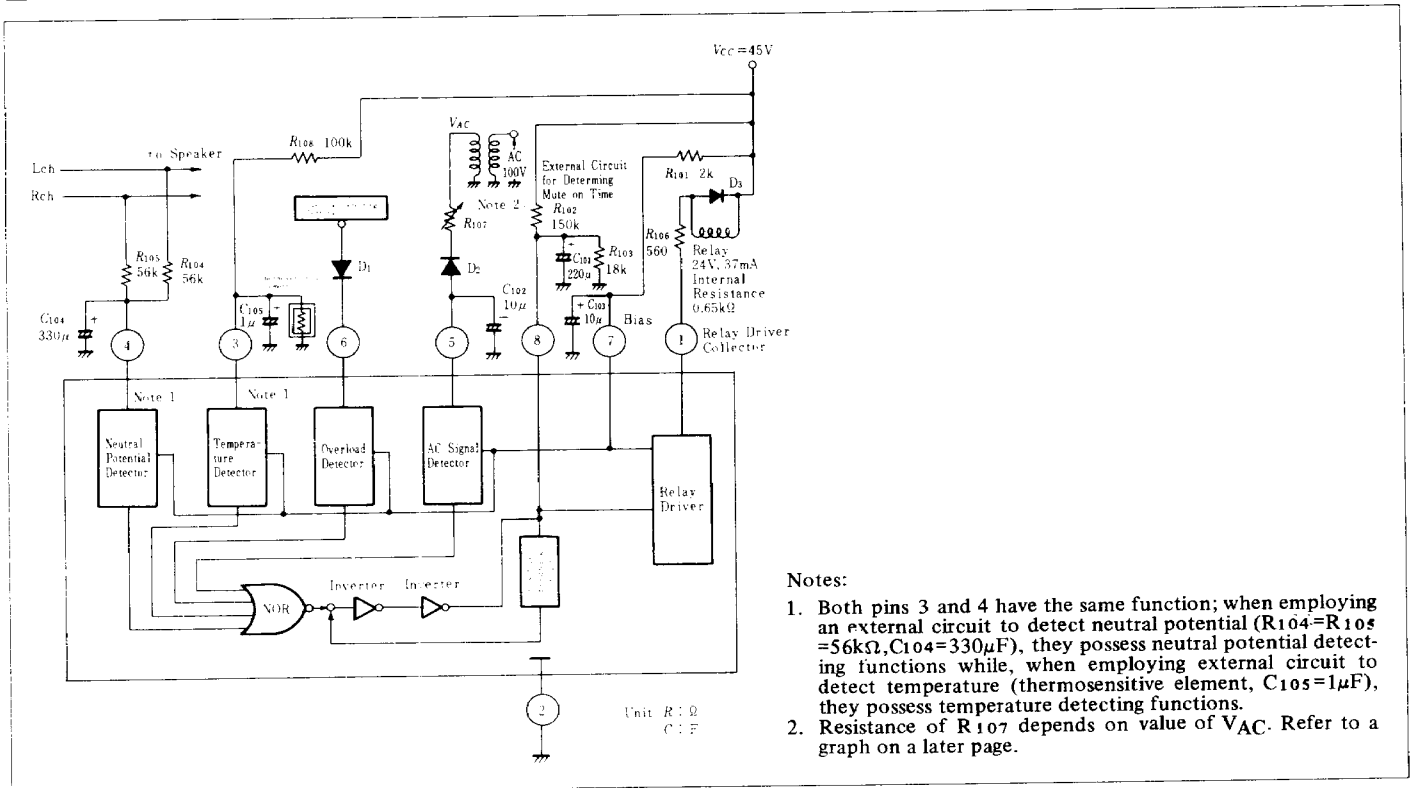 Vcc=45V
R108 100k
VAC
AC
100V
to Speaker
Lch
Rch
External Circuit
for Determing
Mute on Time
R101 2k
D3
Note 2
R107
R102
150k
R106
560
Relay
24V, 37mA
Internal
Resistance
0.65kΩ
R105
56k
R104
56k
D1
D2
220μ
R103
18k
C102
10μ
C104
330μ
C105
1μ
C103
10μ
Bias
4
3
6
5
8
7
1
Relay Driver
Collector
Note 1
Note 1
Neutral
Potential
Detector
Tempera-
ture
Detector
Overload
Detector
AC Signal
Detector
Relay
Driver
Inverter
Inverter
NOR
2
Unit R : Ω
C : F
Notes:
1. Both pins 3 and 4 have the same function; when employing
an external circuit to detect neutral potential (R104=R105
=56kΩ,C104=330μF), they possess neutral potential detect-
ing functions while, when employing external circuit to
detect temperature (thermosensitive element, C105=1μF),
they possess temperature detecting functions.
2. Resistance of R107 depends on value of VAC. Refer to a
graph on a later page.